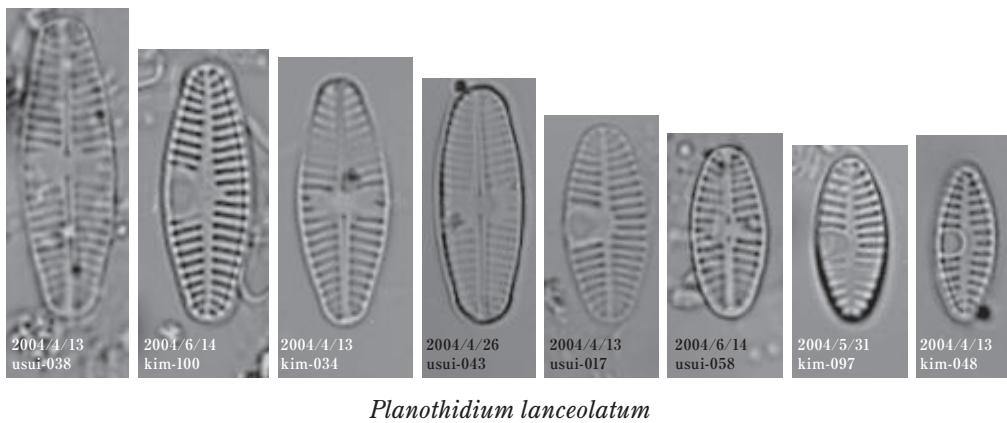 2004/4/13
usui-038
2004/6/14
kim-100
2004/4/13
kim-034
2004/4/26
usui-043
2004/4/13
usui-017
2004/6/14
usui-058
2004/5/31
kim-097
2004/4/13
kim-048
Planothidium lanceolatum